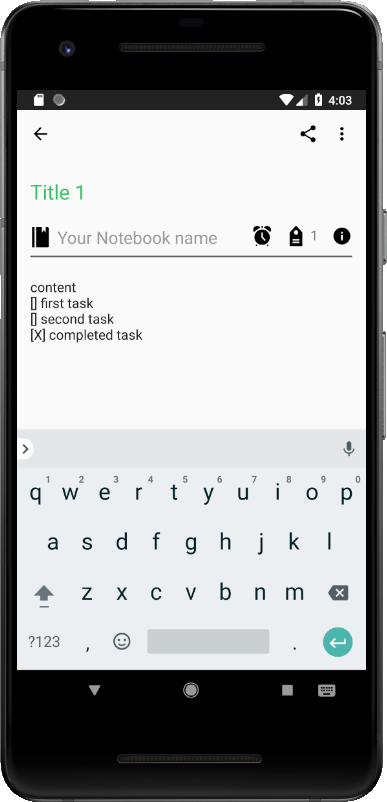 4:03
Title 1
Your Notebook name 1
content
[] first task
[] second task
[X] completed task
1 2 3 4 5 6 7 8 9 0
q w e r t y u i o p
a s d f g h j k l
z x c v b n m
?123 , .